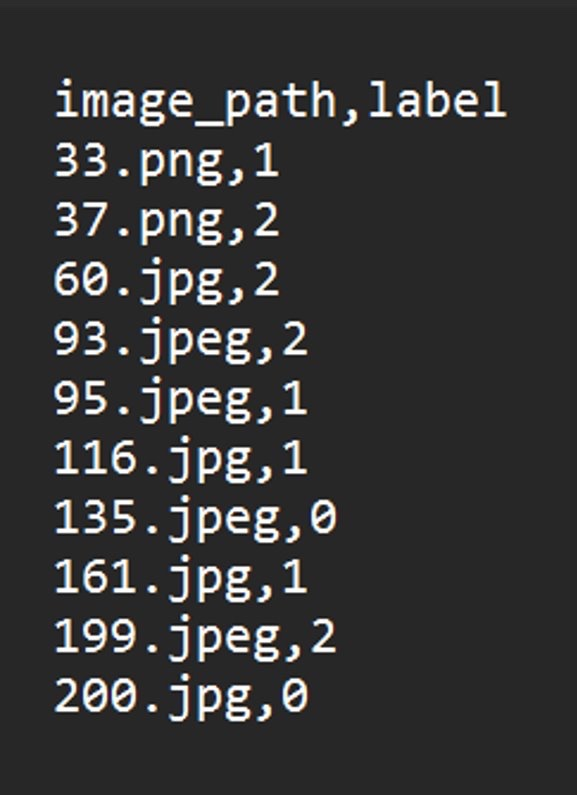 image_path,label
33.png,1
37.png,2
60.jpg,2
93.jpeg,2
95.jpeg,1
116.jpg,1
135.jpeg,0
161.jpg,1
199.jpeg,2
200.jpg,0